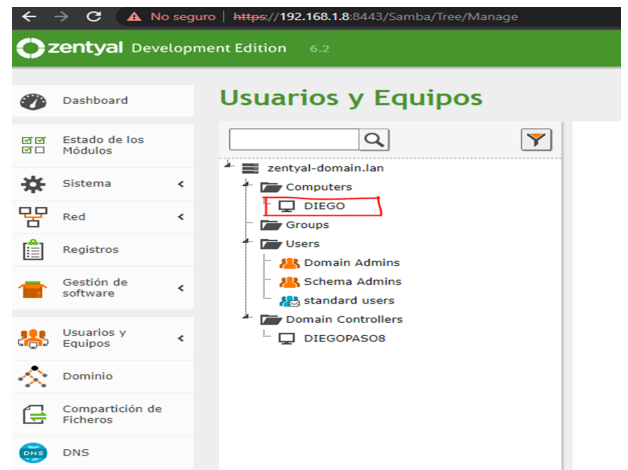 No seguro | https://192.168.1.8:8443/Samba/Tree/Manage
zentyal Development Edition 6.2
Dashboard
Estado de los
Módulos
Sistema
Red
Registros
Gestión de
software
Usuarios y
Equipos
Dominio
Compartición de
Ficheros
DNS
DNS
Usuarios y Equipos
zentyal-domain.lan
Computers
DIEGO
Groups
Users
Domain Admins
Schema Admins
standard users
Domain Controllers
DIEGOPASO8